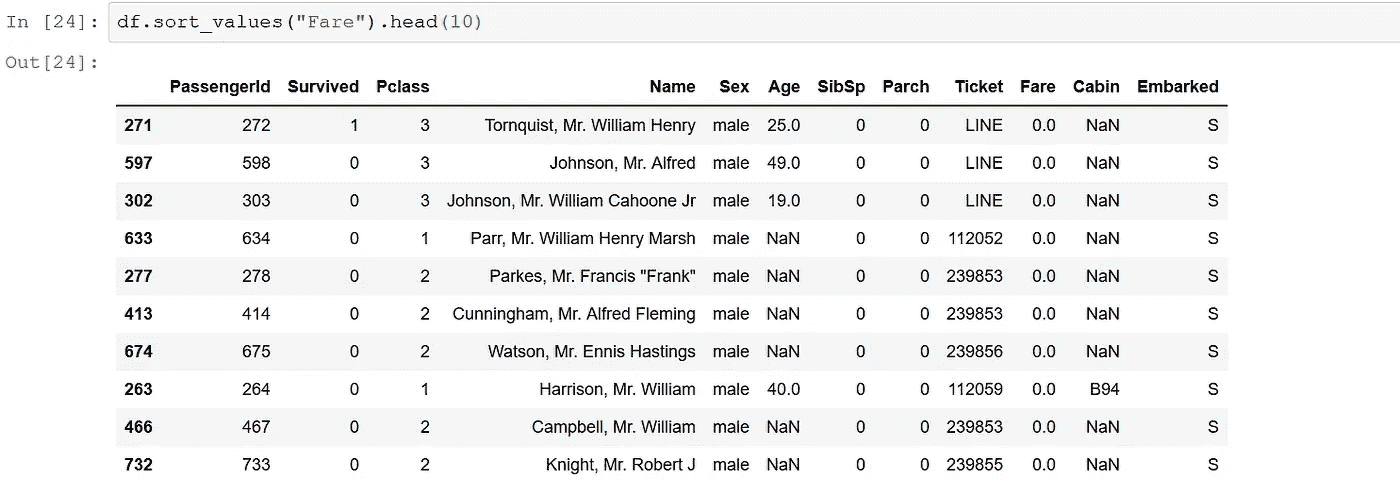 In [24]: df.sort_values("Fare").head(10)
Out[24]:
PassengerId Survived Pclass Name Sex Age SibSp Parch Ticket Fare Cabin Embarked
271 272 1 3 Tornquist, Mr. William Henry male 25.0 0 0 LINE 0.0 NaN S
597 598 0 3 Johnson, Mr. Alfred male 49.0 0 0 LINE 0.0 NaN S
302 303 0 3 Johnson, Mr. William Cahoone Jr male 19.0 0 0 LINE 0.0 NaN S
633 634 0 1 Parr, Mr. William Henry Marsh male NaN 0 0 112052 0.0 NaN S
277 278 0 2 Parkes, Mr. Francis "Frank" male NaN 0 0 239853 0.0 NaN S
413 414 0 2 Cunningham, Mr. Alfred Fleming male NaN 0 0 239853 0.0 NaN S
674 675 0 2 Watson, Mr. Ennis Hastings male NaN 0 0 239856 0.0 NaN S
263 264 0 1 Harrison, Mr. William male 40.0 0 0 112059 0.0 B94 S
466 467 0 2 Campbell, Mr. William male NaN 0 0 239853 0.0 NaN S
732 733 0 2 Knight, Mr. Robert J male NaN 0 0 239855 0.0 NaN S